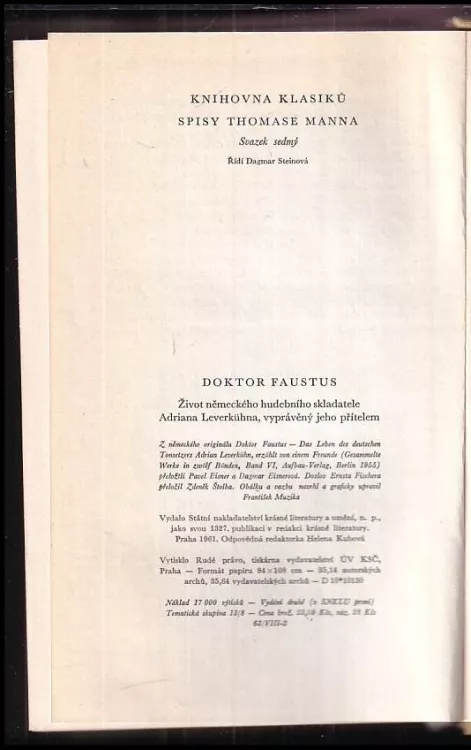 KNIHOVNA KLASIKŮ
SPISY THOMASE MANNA
Svazek sedmý
Řídí Dagmar Steinová
DOKTOR FAUSTUS
Život německého hudebního skladatele
Adriana Leverkühna, vyprávěný jeho přítelem
Z německého originálu Doktor Faustus — Das Leben des deutschen
Tonsetzers Adrian Leverkühn, erzählt von einem Freunde (Gesammelte
Werke in zwölf Bänden, Band VI, Aufbau-Verlag, Berlin 1955)
přeložili Pavel Eisner a Dagmar Eisnerová. Doslov Ernsta Fischera
přeložil Zdeněk Štolba. Obálku a vazbu navrhl a graficky upravil
František Muzika
Vydalo Státní nakladatelství krásné literatury a umění, n. p.,
jako svou 1327. publikaci v redakci krásné literatury.
Praha 1961. Odpovědná redaktorka Helena Kubová
Vytisklo Rudé právo, tiskárna vydavatelství ÚV KSČ,
Praha — Formát papíru 84×108 cm — 35,14 autorských
archů, 35,64 vydavatelských archů —
Náklad 17 000 výtisků — Vydání druhé (v SNKLU první)
Tematická skupina 13/8 — Cena brož. Kčs, váz. Kčs